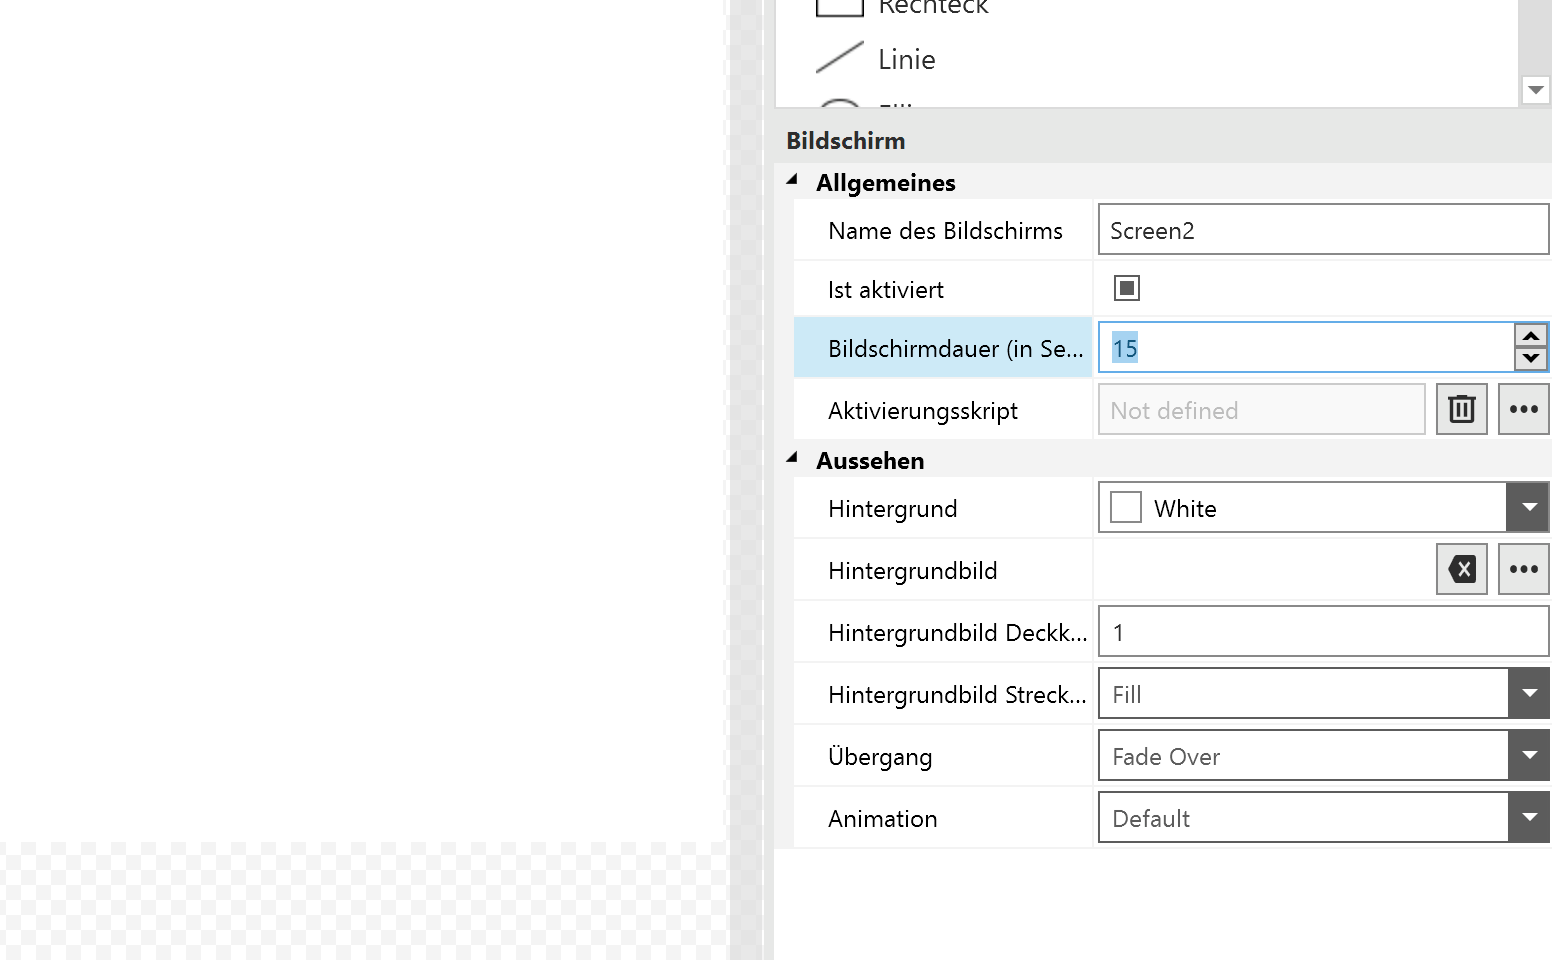 Rechteck
Linie
Bildschirm
Allgemeines
Name des Bildschirms
Screen2
Ist aktiviert
Bildschirmdauer (in Se...
15
Aktivierungsskript
Not defined
Aussehen
Hintergrund
White
Hintergrundbild
Hintergrundbild Deckk...
1
Hintergrundbild Streck...
Fill
Übergang
Fade Over
Animation
Default